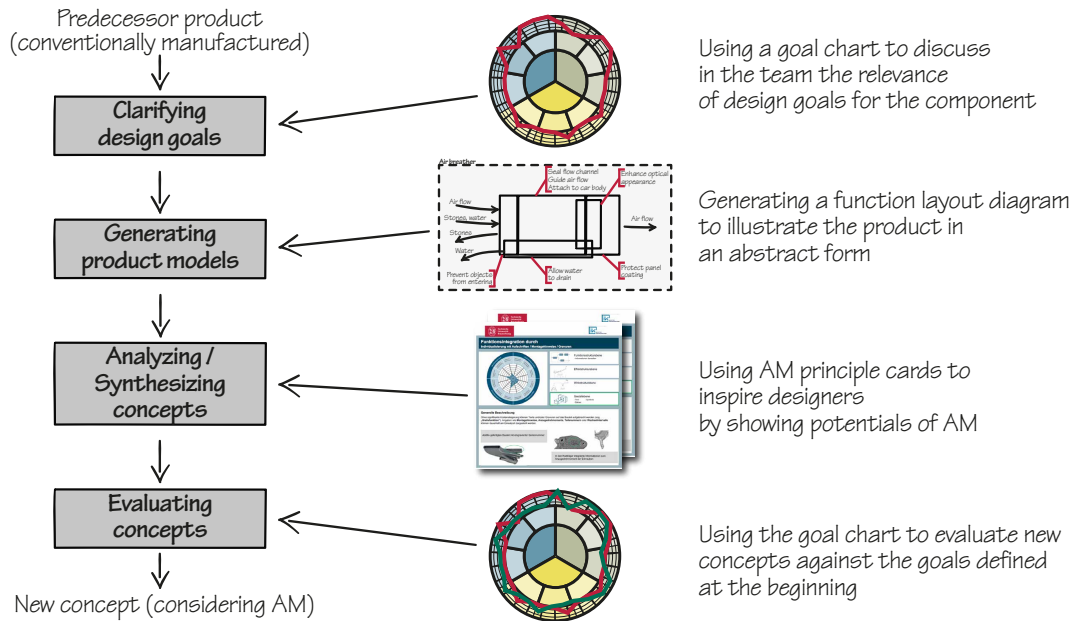 Predecessor product
(conventionally manufactured)
Clarifying
design goals
Using a goal chart to discuss
in the team the relevance
of design goals for the component
Generating
product models
Air breather
Seal flow channel
Guide air flow
Attach to car body
Enhance optical
appearance
Air flow
Stones, water
Stones
Water
Air flow
Prevent objects
from entering
Allow water
to drain
Protect panel
coating
Generating a function layout diagram
to illustrate the product in
an abstract form
Analyzing /
Synthesizing
concepts
Funktionsintegration durch
Generelle Beschreibung
Using AM principle cards to
inspire designers
by showing potentials of AM
Evaluating
concepts
Using the goal chart to evaluate new
concepts against the goals defined
at the beginning
New concept (considering AM)